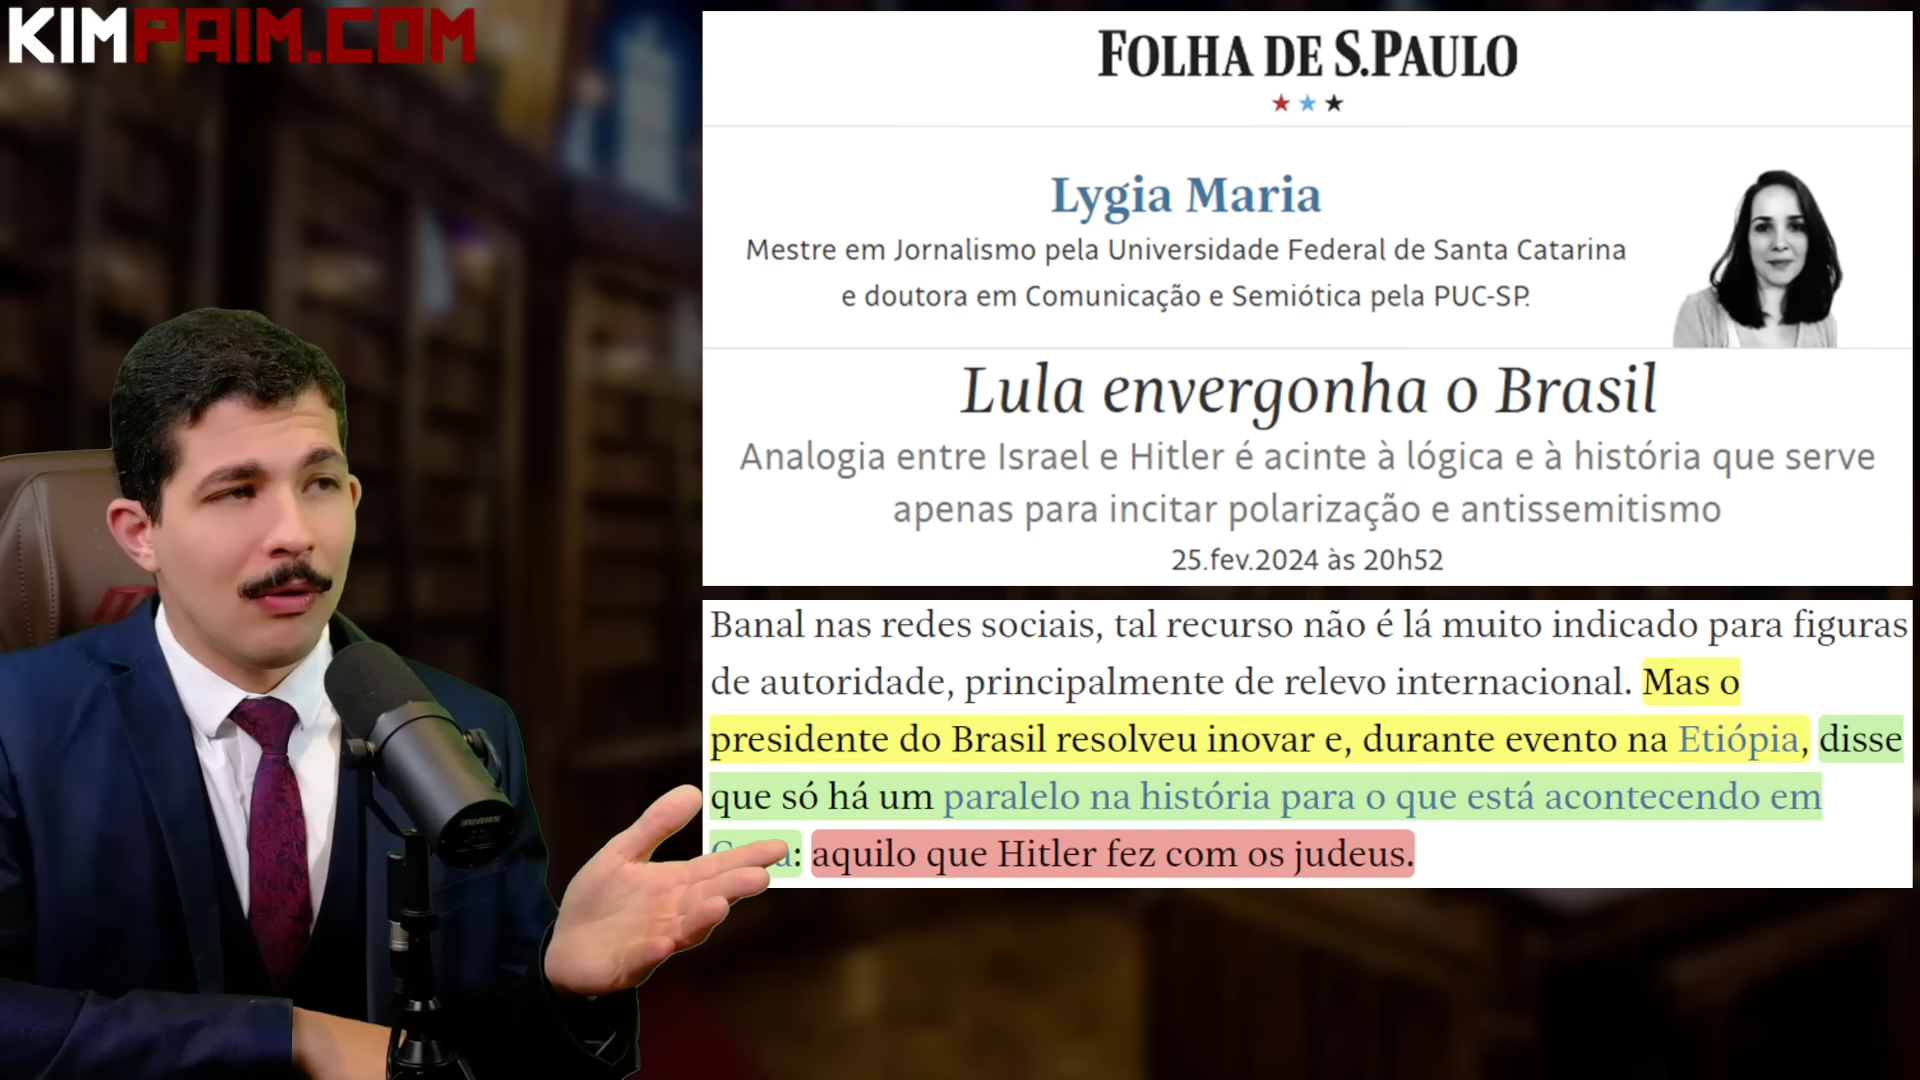 KIMPAIM.COM
FOLHA DE S.PAULO
Lygia Maria
Mestre em Jornalismo pela Universidade Federal de Santa Catarina
e doutora em Comunicação e Semiótica pela PUC-SP.
Lula envergonha o Brasil
Analogia entre Israel e Hitler é acinte à lógica e à história que serve
apenas para incitar polarização e antissemitismo
25.fev.2024 às 20h52
Banal nas redes sociais, tal recurso não é lá muito indicado para figuras
de autoridade, principalmente de relevo internacional. Mas o
presidente do Brasil resolveu inovar e, durante evento na Etiópia, disse
que só há um paralelo na história para o que está acontecendo em
: aquilo que Hitler fez com os judeus.